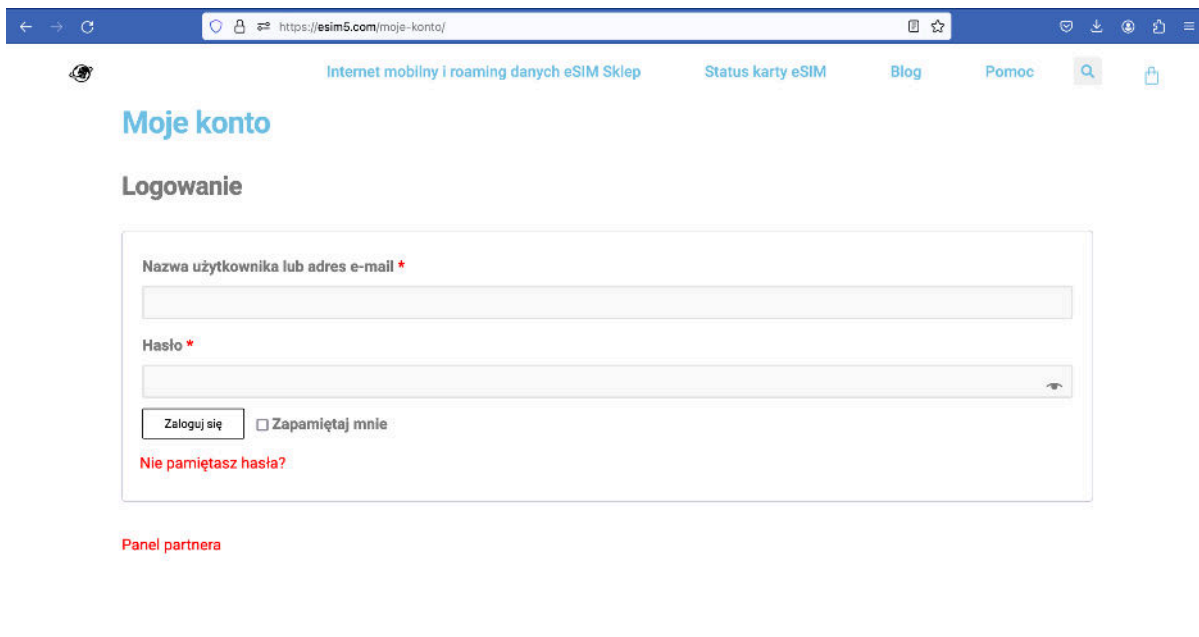 https://esim5.com/moje-konto/
Internet mobilny i roaming danych eSIM Sklep Status karty eSIM Blog Pomoc
Moje konto
Logowanie
Nazwa użytkownika lub adres e-mail *
Hasło *
Zaloguj się Zapamiętaj mnie
Nie pamiętasz hasła?
Panel partnera